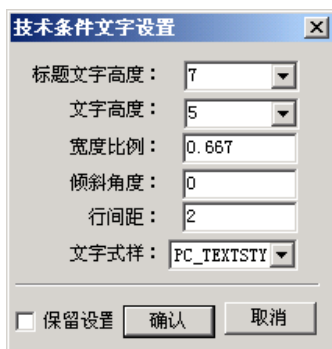 技术条件文字设置
标题文字高度： 7
文字高度： 5
宽度比例： 0.667
倾斜角度： 0
行间距： 2
文字式样： PC_TEXTSTY
保留设置 确认 取消